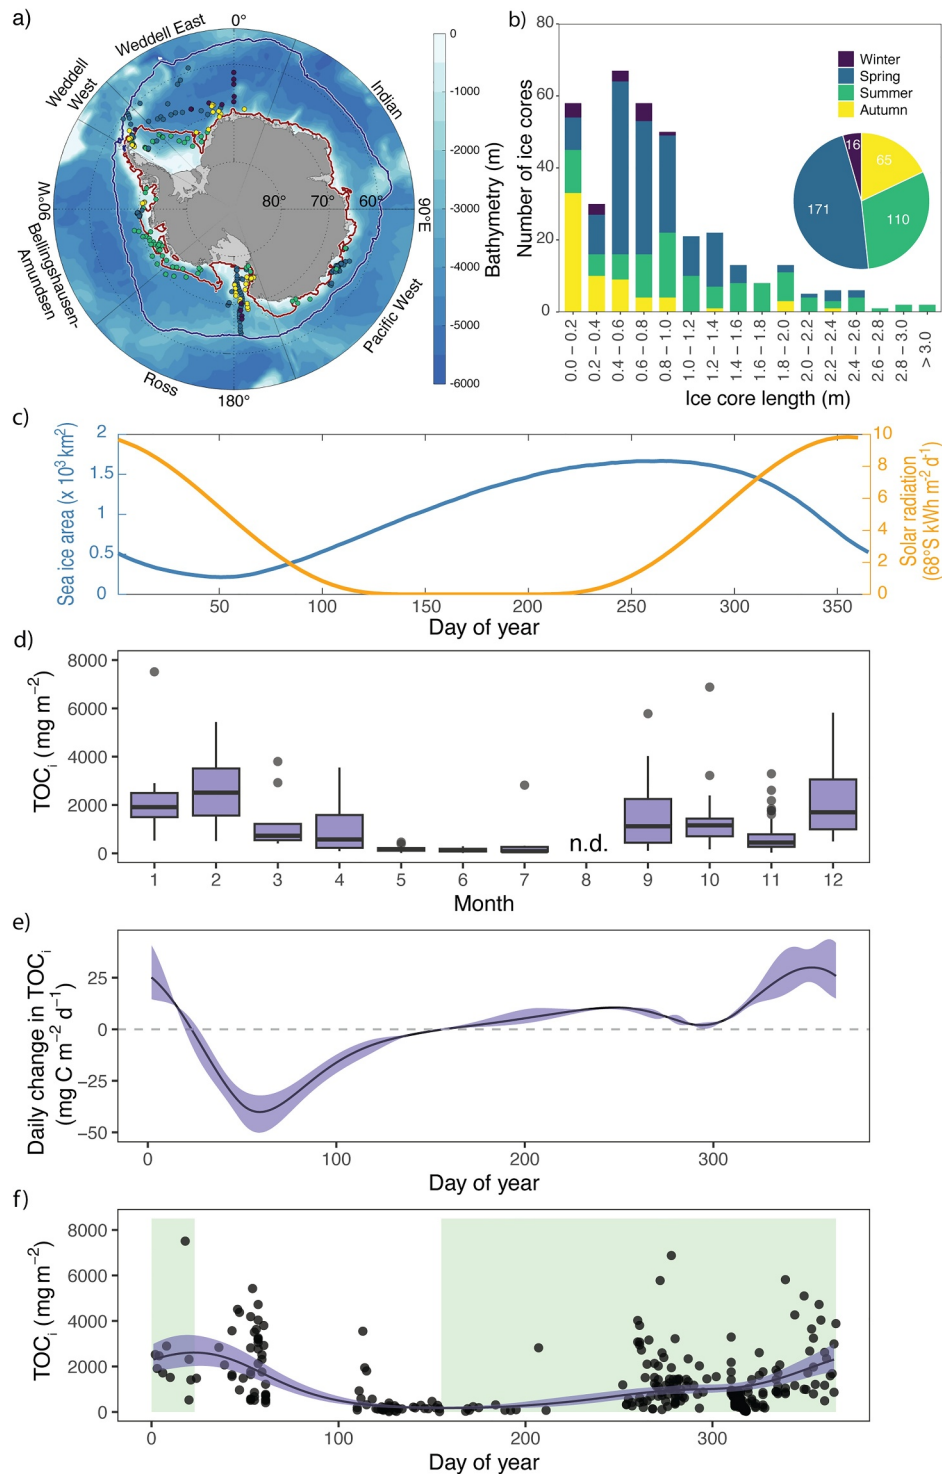 a)
0°
Weddell East
Weddell
West
Indian
90°W
80°
70°
60°
90°E
Bellingshausen-
Amundsen
Ross
180°
Pacific West
0
-1000
-2000
-3000
-4000
-5000
-6000
Bathymetry (m)
b)
80
60
40
20
0
Number of ice cores
Winter
Spring
Summer
Autumn
16
65
171
110
0.0 – 0.2
0.2 – 0.4
0.4 – 0.6
0.6 – 0.8
0.8 – 1.0
1.0 – 1.2
1.2 – 1.4
1.4 – 1.6
1.6 – 1.8
1.8 – 2.0
2.0 – 2.2
2.2 – 2.4
2.4 – 2.6
2.6 – 2.8
2.8 – 3.0
> 3.0
Ice core length (m)
c)
Sea ice area (x 10³ km²)
2
1.5
1
0.5
0
10
8
6
4
2
0
Solar radiation
(68°S kWh m⁻² d⁻¹)
50 100 150 200 250 300 350
Day of year
d)
TOCᵢ (mg m⁻²)
8000
6000
4000
2000
0
n.d.
1 2 3 4 5 6 7 8 9 10 11 12
Month
e)
Daily change in TOCᵢ
(mg C m⁻² d⁻¹)
25
0
−25
−50
0 100 200 300
Day of year
f)
TOCᵢ (mg m⁻²)
8000
6000
4000
2000
0
0 100 200 300
Day of year